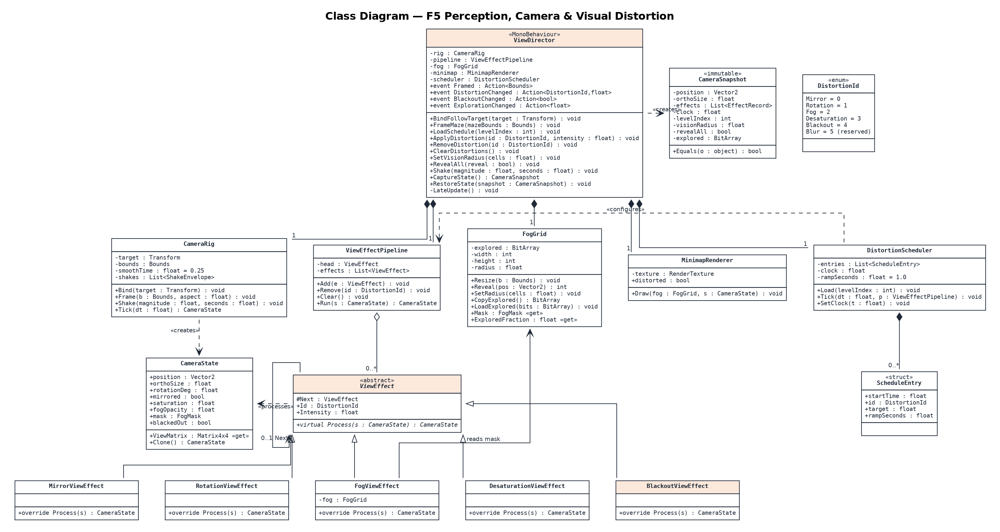 Class Diagram — F5 Perception, Camera & Visual Distortion
«MonoBehaviour»
ViewDirector
-rig : CameraRig
-pipeline : ViewEffectPipeline
-fog : FogGrid
-minimap : MinimapRenderer
-scheduler : DistortionScheduler
+event Framed : Action<Bounds>
+event DistortionChanged : Action<DistortionId,float>
+event BlackoutChanged : Action<bool>
+event ExplorationChanged : Action<float>
+BindFollowTarget(target : Transform) : void
+FrameMaze(mazeBounds : Bounds) : void
+LoadSchedule(levelIndex : int) : void
+ApplyDistortion(id : DistortionId, intensity : float) : void
+RemoveDistortion(id : DistortionId) : void
+ClearDistortions() : void
+SetVisionRadius(cells : float) : void
+RevealAll(reveal : bool) : void
+Shake(magnitude : float, seconds : float) : void
+CaptureState() : CameraSnapshot
+RestoreState(snapshot : CameraSnapshot) : void
-LateUpdate() : void
«creates»
«immutable»
CameraSnapshot
-position : Vector2
-orthoSize : float
-effects : List<EffectRecord>
-clock : float
-levelIndex : int
-visionRadius : float
-revealAll : bool
-explored : BitArray
+Equals(o : object) : bool
«enum»
DistortionId
Mirror = 0
Rotation = 1
Fog = 2
Desaturation = 3
Blackout = 4
Blur = 5 (reserved)
«configures»
1
1
1
1
1
CameraRig
-target : Transform
-bounds : Bounds
-smoothTime : float = 0.25
-shakes : List<ShakeEnvelope>
+Bind(target : Transform) : void
+Frame(b : Bounds, aspect : float) : void
+Shake(magnitude : float, seconds : float) : void
+Tick(dt : float) : CameraState
ViewEffectPipeline
-head : ViewEffect
-effects : List<ViewEffect>
+Add(e : ViewEffect) : void
+Remove(id : DistortionId) : void
+Clear() : void
+Run(s : CameraState) : CameraState
FogGrid
-explored : BitArray
-width : int
-height : int
-radius : float
+Resize(b : Bounds) : void
+Reveal(pos : Vector2) : int
+SetRadius(cells : float) : void
+CopyExplored() : BitArray
+LoadExplored(bits : BitArray) : void
+Mask : FogMask «get»
+ExploredFraction : float «get»
MinimapRenderer
-texture : RenderTexture
+distorted : bool
+Draw(fog : FogGrid, s : CameraState) : void
DistortionScheduler
-entries : List<ScheduleEntry>
-clock : float
-rampSeconds : float = 1.0
+Load(levelIndex : int) : void
+Tick(dt : float, p : ViewEffectPipeline) : void
+SetClock(t : float) : void
«creates»
0..*
0..*
CameraState
+position : Vector2
+orthoSize : float
+rotationDeg : float
+mirrored : bool
+saturation : float
+fogOpacity : float
+mask : FogMask
+blackedOut : bool
+ViewMatrix : Matrix4x4 «get»
+Clone() : CameraState
«processes»
«abstract»
ViewEffect
#Next : ViewEffect
+Id : DistortionId
+Intensity : float
+virtual Process(s : CameraState) : CameraState
«struct»
ScheduleEntry
+startTime : float
+id : DistortionId
+target : float
+rampSeconds : float
0..1 Next
reads mask
MirrorViewEffect
+override Process(s) : CameraState
RotationViewEffect
+override Process(s) : CameraState
FogViewEffect
-fog : FogGrid
+override Process(s) : CameraState
DesaturationViewEffect
+override Process(s) : CameraState
BlackoutViewEffect
+override Process(s) : CameraState